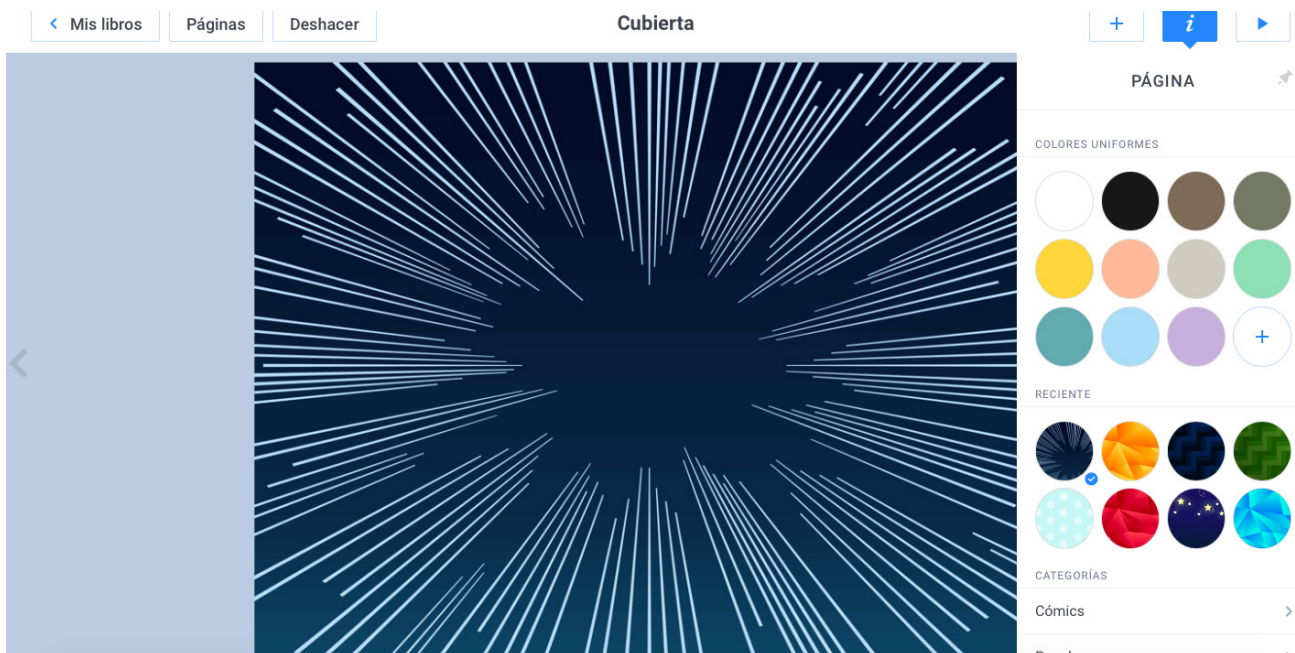 Mis libros Páginas Deshacer Cubierta + i
PÁGINA
COLORES UNIFORMES
+
RECIENTE
CATEGORÍAS
Cómics